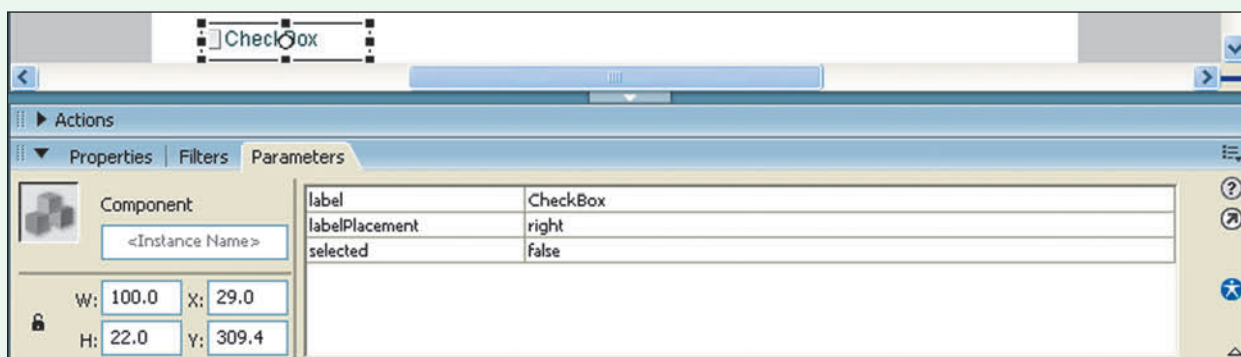 CheckBox
Actions
Properties | Filters Parameters
Component
<Instance Name>
label CheckBox
labelPlacement right
selected false
W: 100.0 X: 29.0
H: 22.0 Y: 309.4